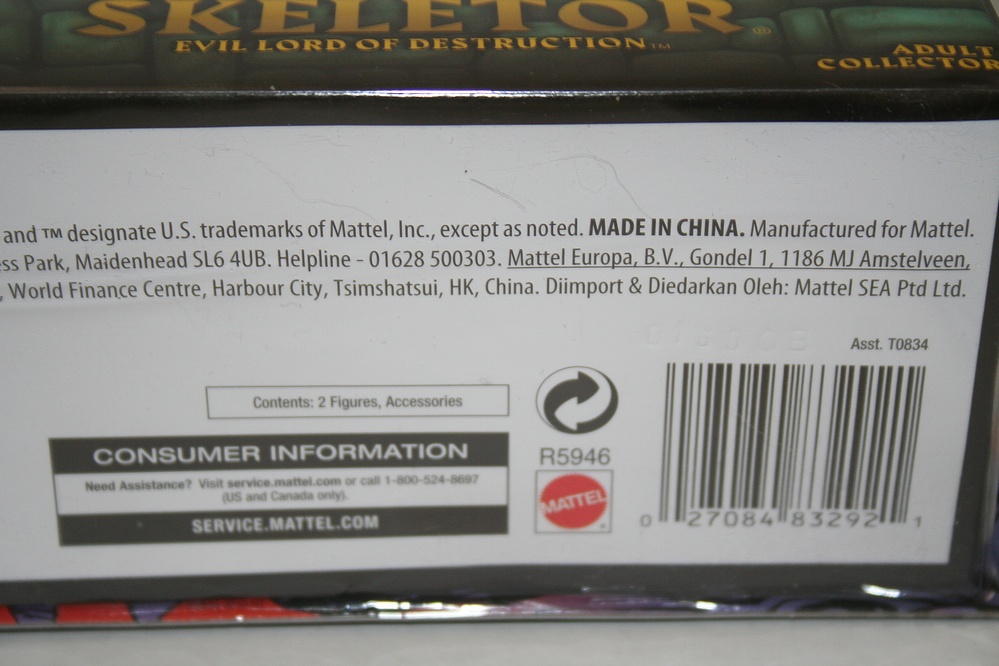 SKELETOR®
EVIL LORD OF DESTRUCTION™
ADULT
COLLECTOR
and ™ designate U.S. trademarks of Mattel, Inc., except as noted. MADE IN CHINA. Manufactured for Mattel.
ss Park, Maidenhead SL6 4UB. Helpline - 01628 500303. Mattel Europa, B.V., Gondel 1, 1186 MJ Amstelveen,
, World Finance Centre, Harbour City, Tsimshatsui, HK, China. Diimport & Diedarkan Oleh: Mattel SEA Ptd Ltd.
Asst. T0834
Contents: 2 Figures, Accessories
CONSUMER INFORMATION
Need Assistance? Visit service.mattel.com or call 1-800-524-8697
(US and Canada only).
SERVICE.MATTEL.COM
R5946
MATTEL®
0 27084 83292 1